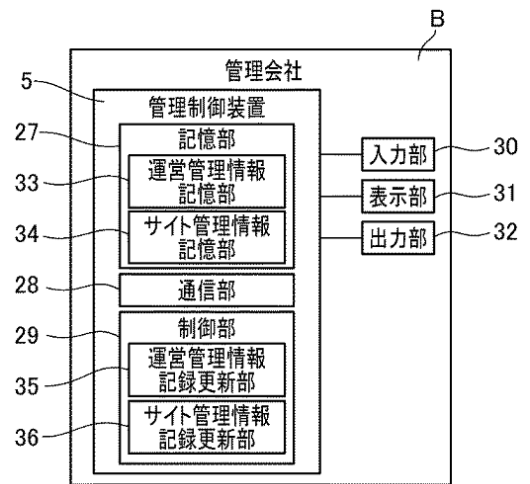 B
管理会社
5
管理制御装置
27
記憶部
30
入力部
33
運営管理情報
記憶部
31
表示部
34
サイト管理情報
記憶部
32
出力部
28
通信部
29
制御部
35
運営管理情報
記録更新部
36
サイト管理情報
記録更新部